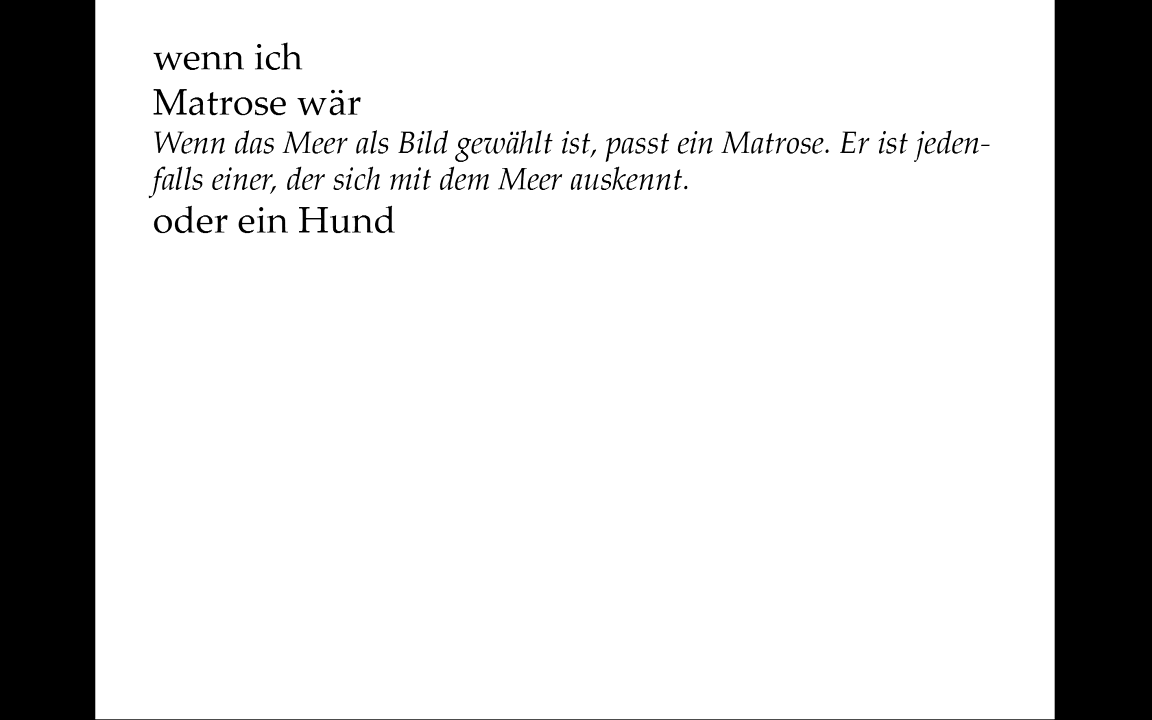 wenn ich
Matrose wär
Wenn das Meer als Bild gewählt ist, passt ein Matrose. Er ist jeden-
falls einer, der sich mit dem Meer auskennt.
oder ein Hund